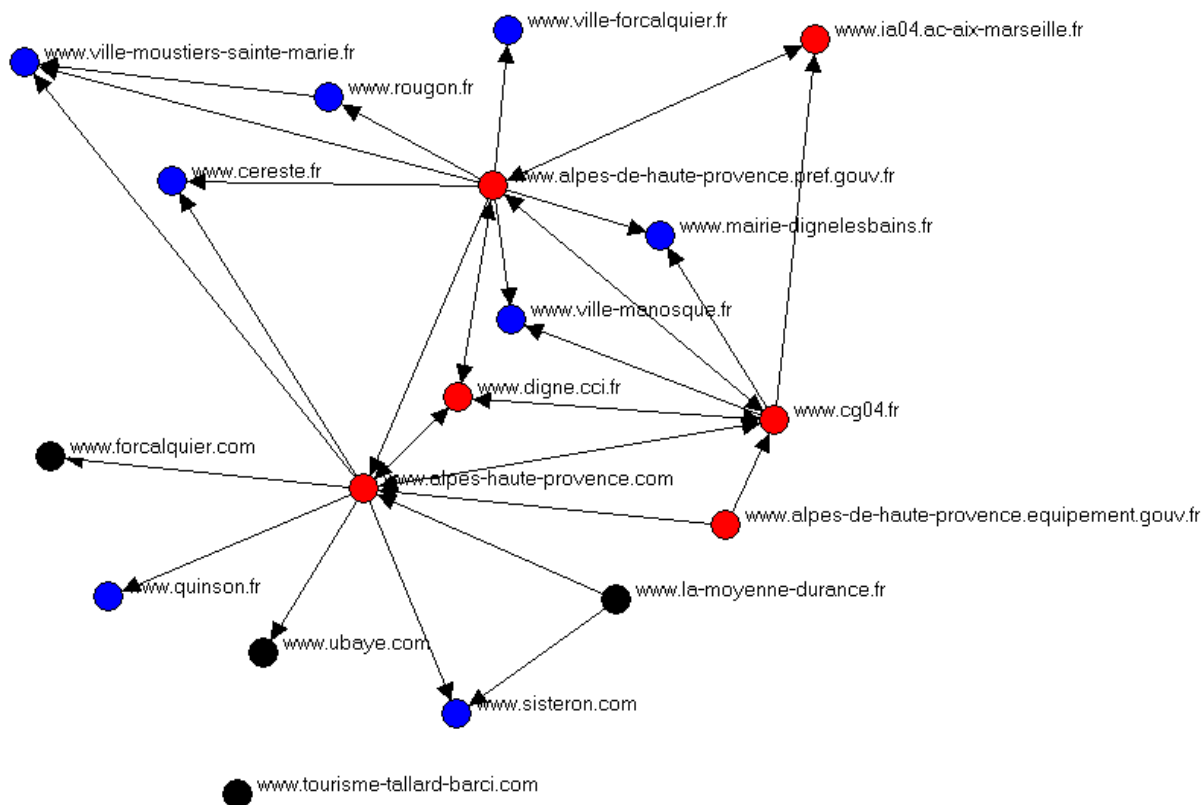 www.ville-forcalquier.fr
www.ia04.ac-aix-marseille.fr
www.ville-moustiers-sainte-marie.fr
www.rougon.fr
www.cereste.fr
www.alpes-de-haute-provence.pref.gouv.fr
www.mairie-dignelesbains.fr
www.ville-manosque.fr
www.digne.cci.fr
www.cg04.fr
www.forcalquier.com
www.alpes-haute-provence.com
www.alpes-de-haute-provence.equipement.gouv.fr
www.quinson.fr
www.la-moyenne-durance.fr
www.ubaye.com
www.sisteron.com
www.tourisme-tallard-barci.com